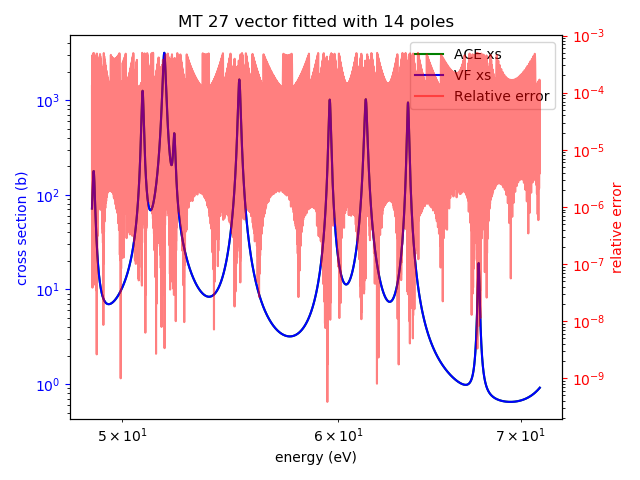 MT 27 vector fitted with 14 poles
ACE xs
VF xs
Relative error
cross section (b)
10³
10²
10¹
10⁰
relative error
10⁻³
10⁻⁴
10⁻⁵
10⁻⁶
10⁻⁷
10⁻⁸
10⁻⁹
5 × 10¹
6 × 10¹
7 × 10¹
energy (eV)